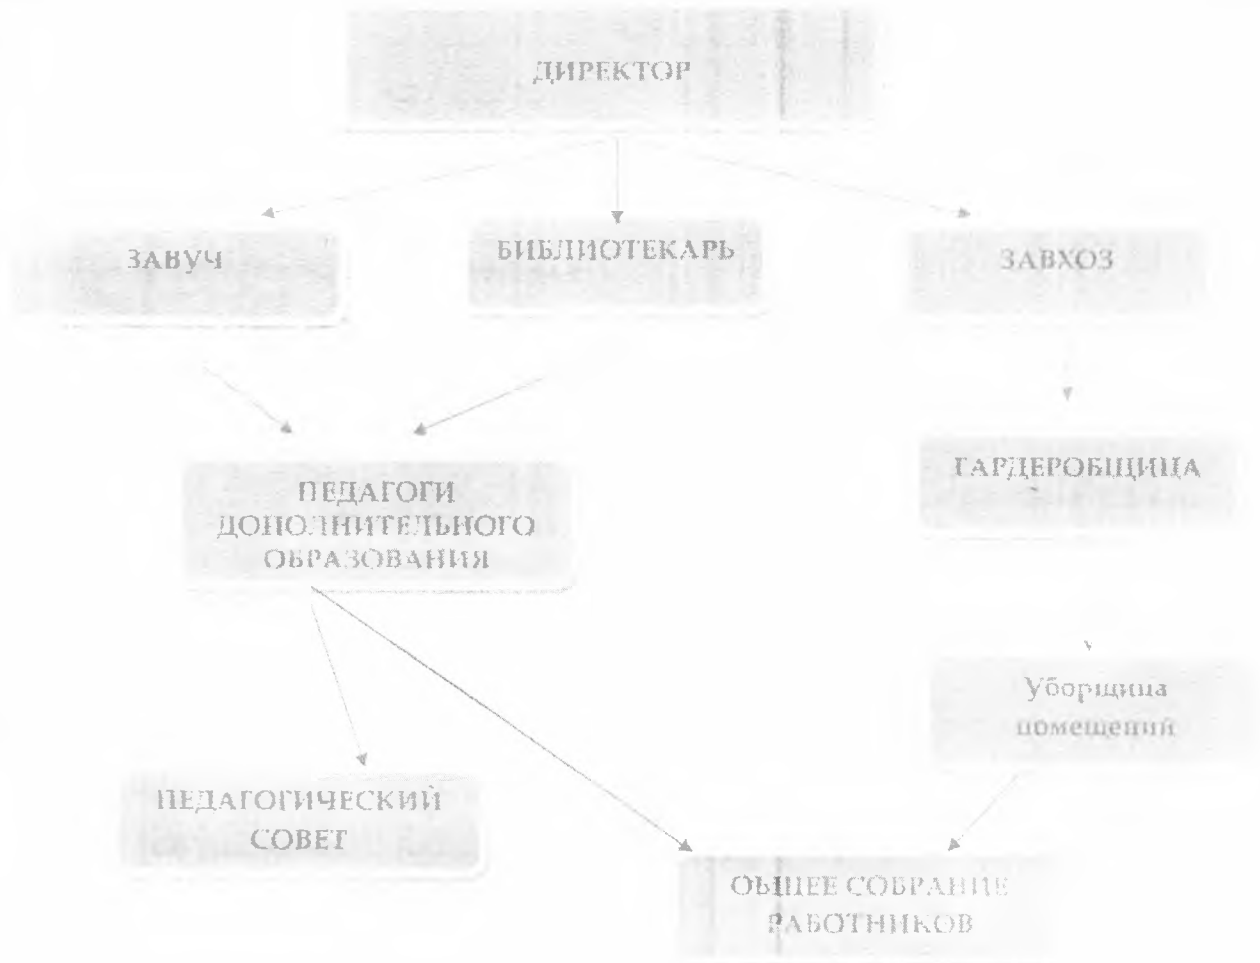 ДИРЕКТОР
ЗАВУЧ
БИБЛИОТЕКАРЬ
ЗАВХОЗ
ПЕДАГОГИ
ДОПОЛНИТЕЛЬНОГО
ОБРАЗОВАНИЯ
ГАРДЕРОБЩИЦА
Уборщица
помещений
ПЕДАГОГИЧЕСКИЙ
СОВЕТ
ОБЩЕЕ СОБРАНИЕ
РАБОТНИКОВ